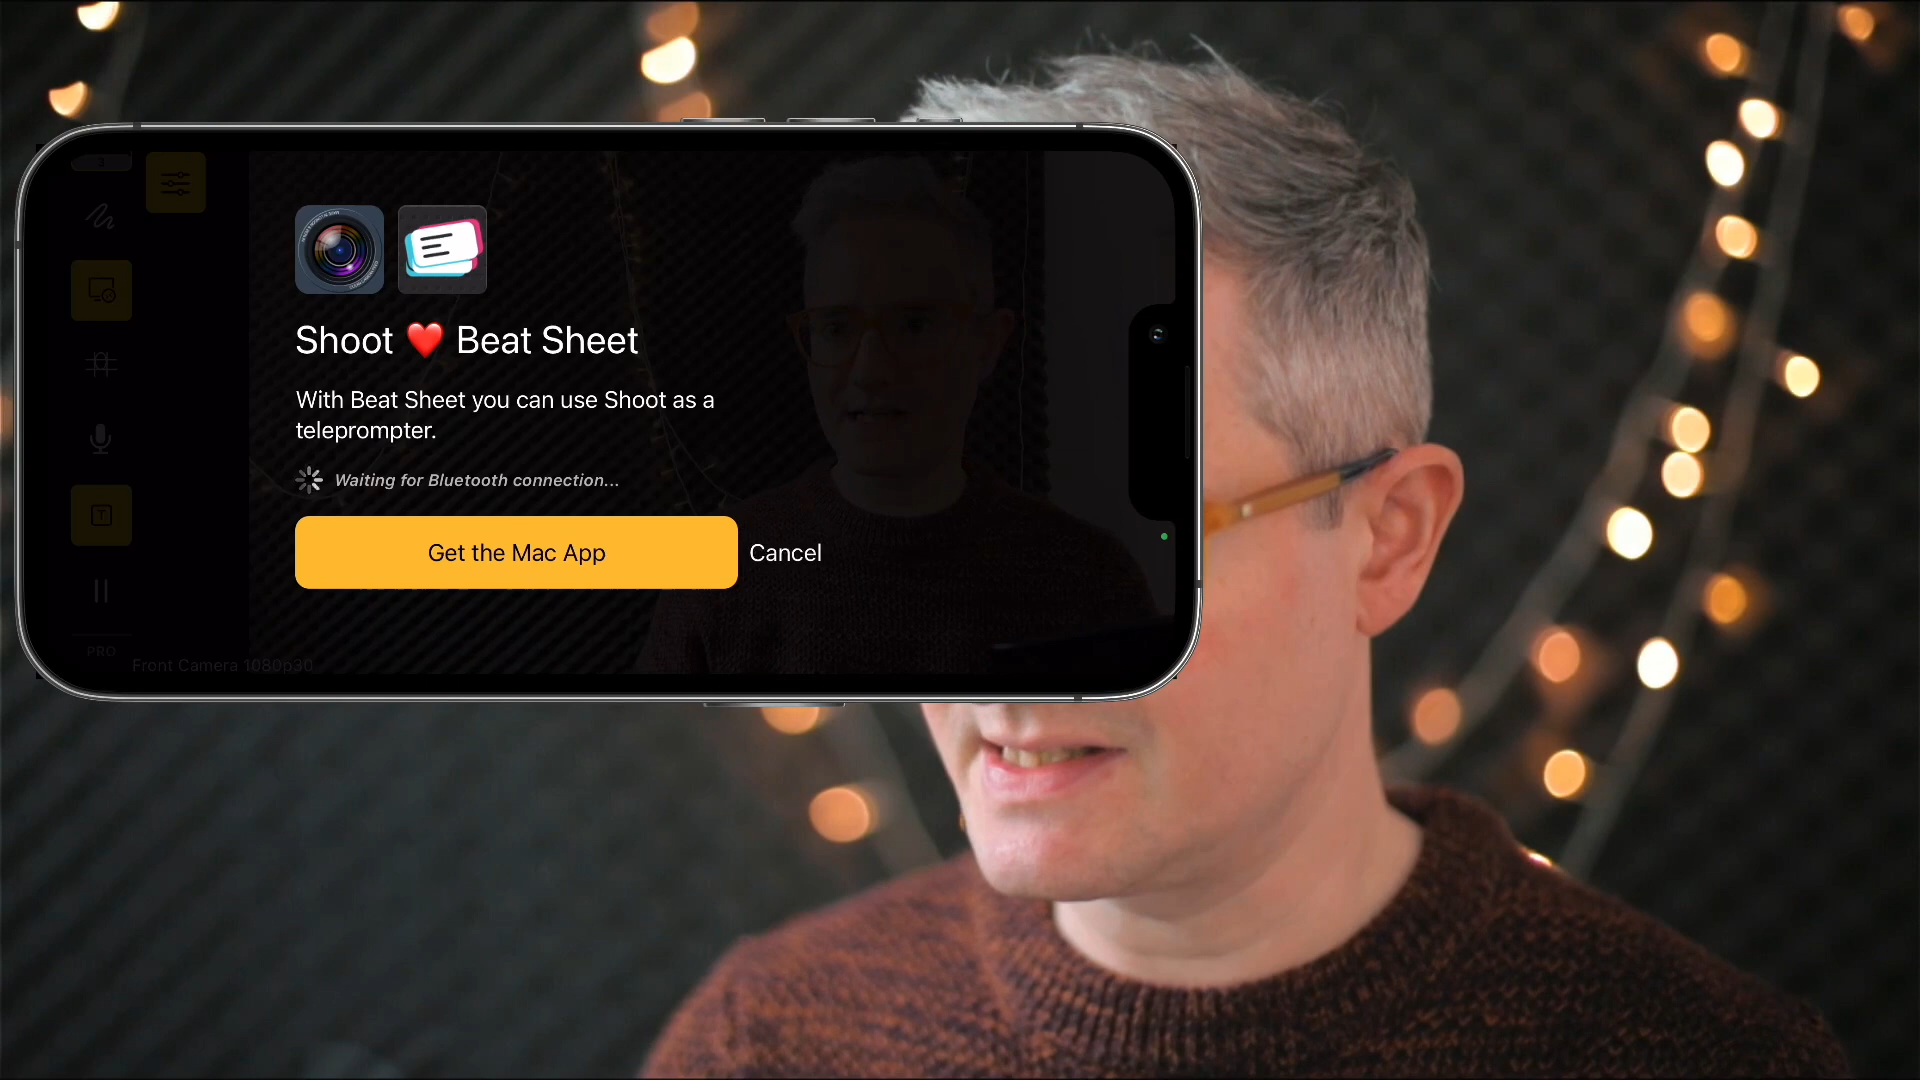 Shoot ❤️ Beat Sheet
With Beat Sheet you can use Shoot as a
teleprompter.
Waiting for Bluetooth connection...
Get the Mac App
Cancel
T
PRO
Front Camera 1080p30